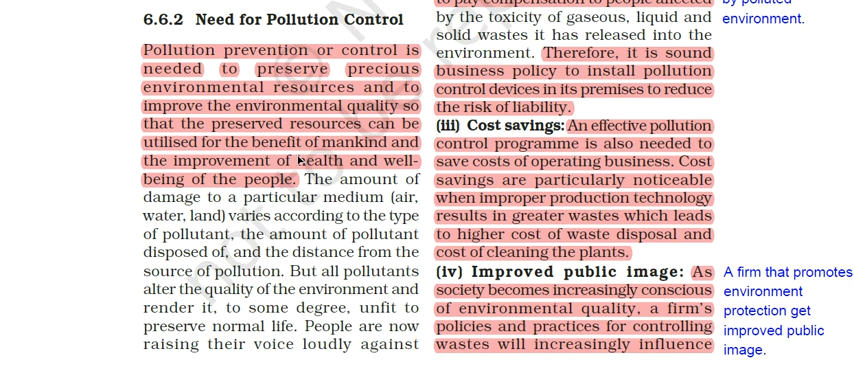 6.6.2 Need for Pollution Control
Pollution prevention or control is
needed to preserve precious
environmental resources and to
improve the environmental quality so
that the preserved resources can be
utilised for the benefit of mankind and
the improvement of health and well-
being of the people. The amount of
damage to a particular medium (air,
water, land) varies according to the type
of pollutant, the amount of pollutant
disposed of, and the distance from the
source of pollution. But all pollutants
alter the quality of the environment and
render it, to some degree, unfit to
preserve normal life. People are now
raising their voice loudly against
to pay compensation to people affected
by the toxicity of gaseous, liquid and
solid wastes it has released into the
environment. Therefore, it is sound
business policy to install pollution
control devices in its premises to reduce
the risk of liability.
(iii) Cost savings: An effective pollution
control programme is also needed to
save costs of operating business. Cost
savings are particularly noticeable
when improper production technology
results in greater wastes which leads
to higher cost of waste disposal and
cost of cleaning the plants.
(iv) Improved public image: As
society becomes increasingly conscious
of environmental quality, a firm's
policies and practices for controlling
wastes will increasingly influence
by polluted
environment.
A firm that promotes
environment
protection get
improved public
image.